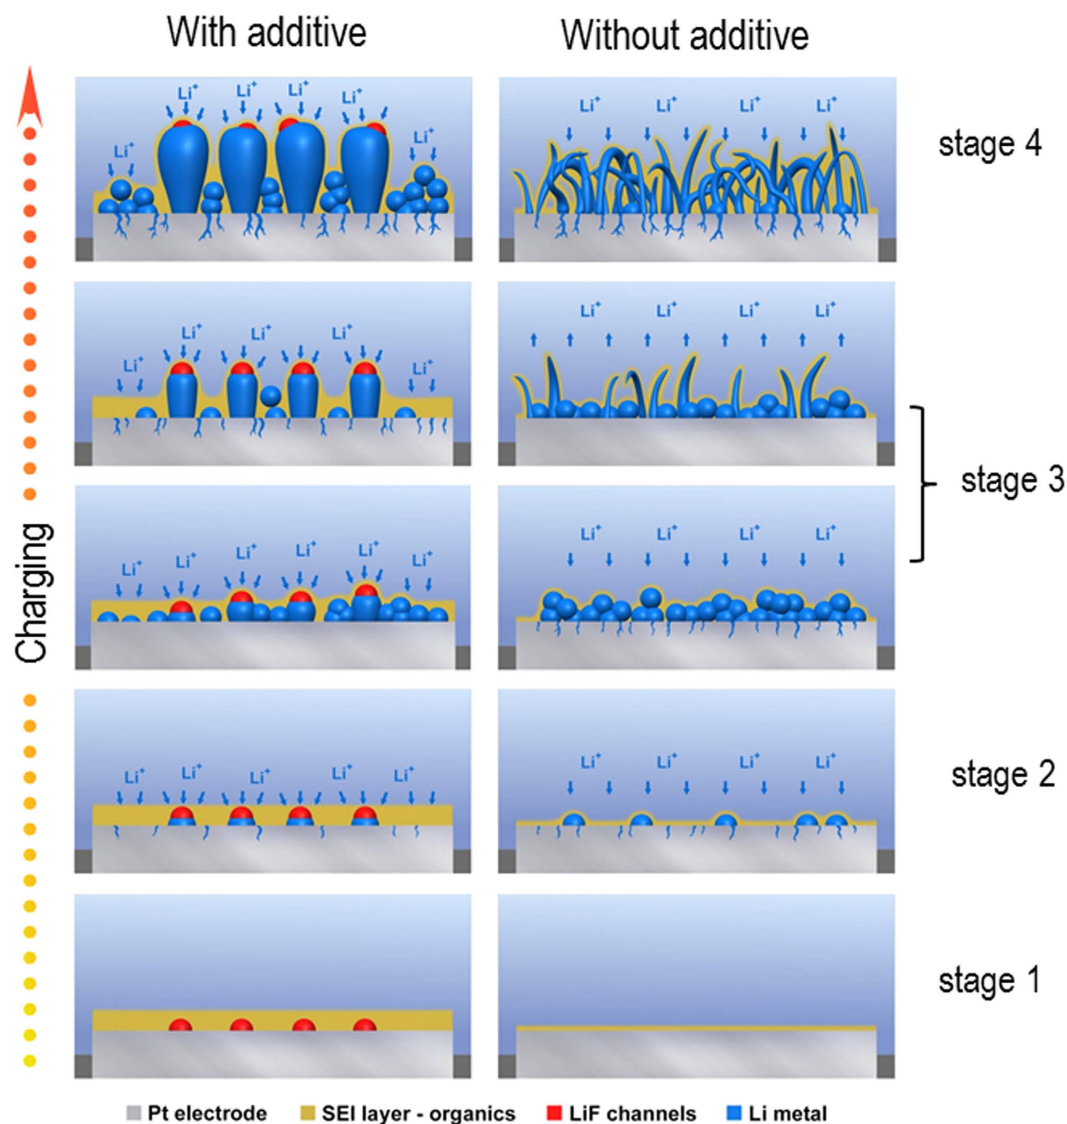 With additive
Without additive
Li⁺ Li⁺ Li⁺ Li⁺ Li⁺
Li⁺ Li⁺ Li⁺ Li⁺
stage 4
Li⁺ Li⁺ Li⁺ Li⁺
Li⁺ Li⁺ Li⁺ Li⁺
stage 3
Charging
Li⁺ Li⁺ Li⁺ Li⁺ Li⁺ Li⁺
Li⁺ Li⁺ Li⁺ Li⁺
Li⁺ Li⁺ Li⁺ Li⁺ Li⁺
Li⁺ Li⁺ Li⁺ Li⁺
stage 2
stage 1
Pt electrode SEI layer - organics LiF channels Li metal